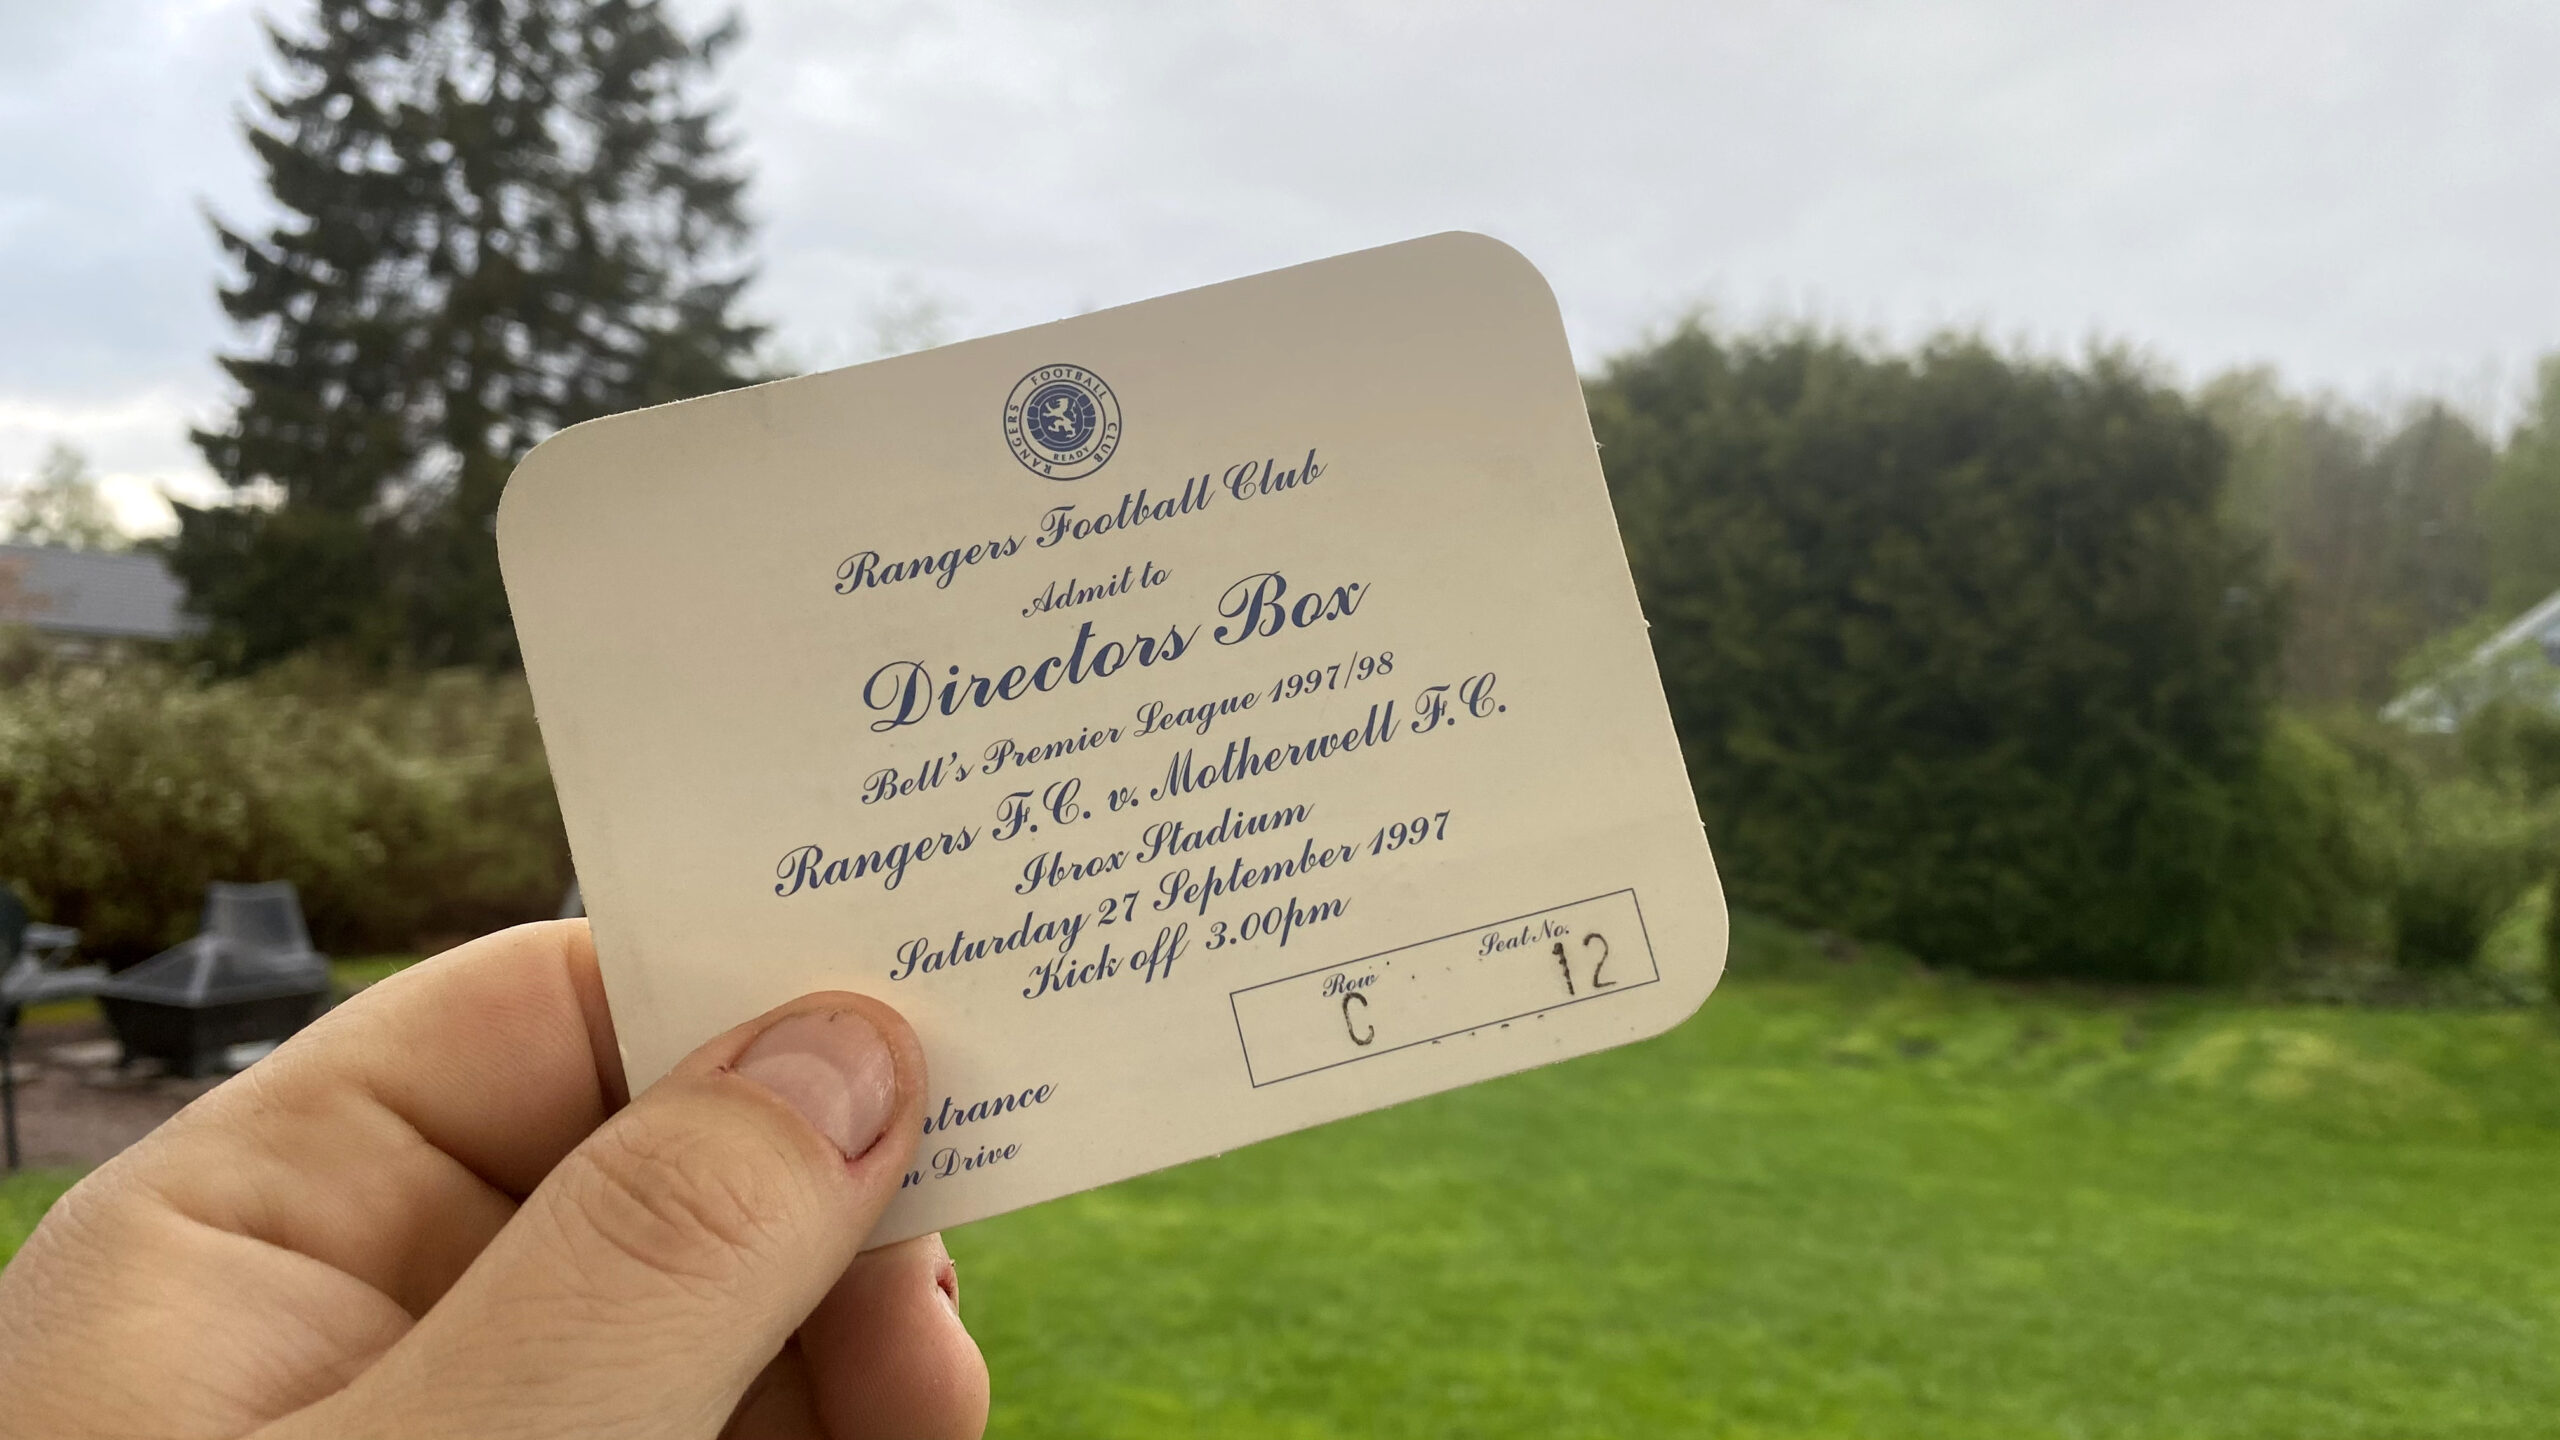 RANGERS FOOTBALL CLUB
READY
Rangers Football Club
Admit to
Directors Box
Bell's Premier League 1997/98
Rangers F.C. v. Motherwell F.C.
Ibrox Stadium
Saturday 27 September 1997
Kick off 3.00pm
Row Seat No.
C 12
Drive